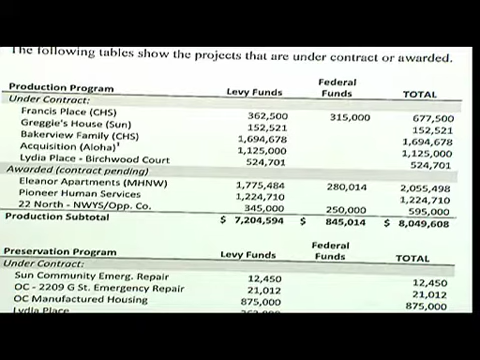 The following tables show the projects that are under contract or awarded.
Production Program Levy Funds Federal Funds TOTAL
Under Contract:
Francis Place (CHS) 362,500 315,000 677,500
Greggie's House (Sun) 152,521 152,521
Bakerview Family (CHS) 1,694,678 1,694,678
Acquisition (Aloha)¹ 1,125,000 1,125,000
Lydia Place - Birchwood Court 524,701 524,701
Awarded (contract pending)
Eleanor Apartments (MHNW) 1,775,484 280,014 2,055,498
Pioneer Human Services 1,224,710 1,224,710
22 North - NWYS/Opp. Co. 345,000 250,000 595,000
Production Subtotal $ 7,204,594 $ 845,014 $ 8,049,608
Preservation Program Levy Funds Federal Funds TOTAL
Under Contract:
Sun Community Emerg. Repair 12,450 12,450
OC - 2209 G St. Emergency Repair 21,012 21,012
OC Manufactured Housing 875,000 875,000
Lydia Place